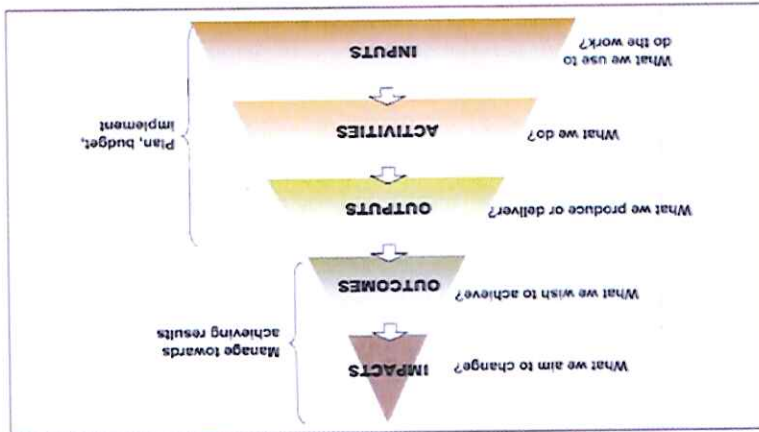 What we aim to change?
IMPACTS
What we wish to achieve?
OUTCOMES
Manage towards
achieving results
What we produce or deliver?
OUTPUTS
What we do?
ACTIVITIES
What we use to
do the work?
INPUTS
Plan, budget,
implement